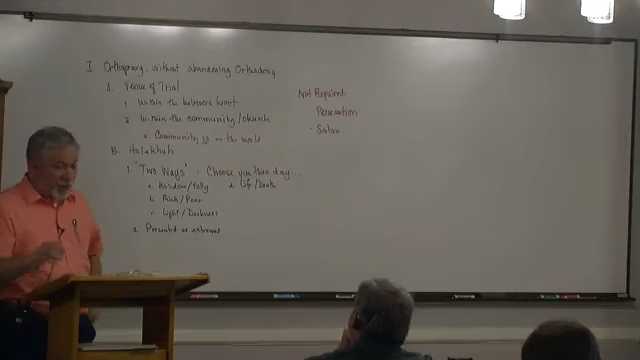 I Orthopraxy, without abandoning Orthodoxy
A. Venue of Trial
1. Within the believer's heart
2. Within the community/church
a. Community is in the world
B. Halakhah
1. "Two Ways" - Choose you this day...
a. Wisdom/Folly d. Life/Death
b. Rich/Poor
c. Light/Darkness
2. Presented as extremes
Not Required:
· Persecution
· Satan